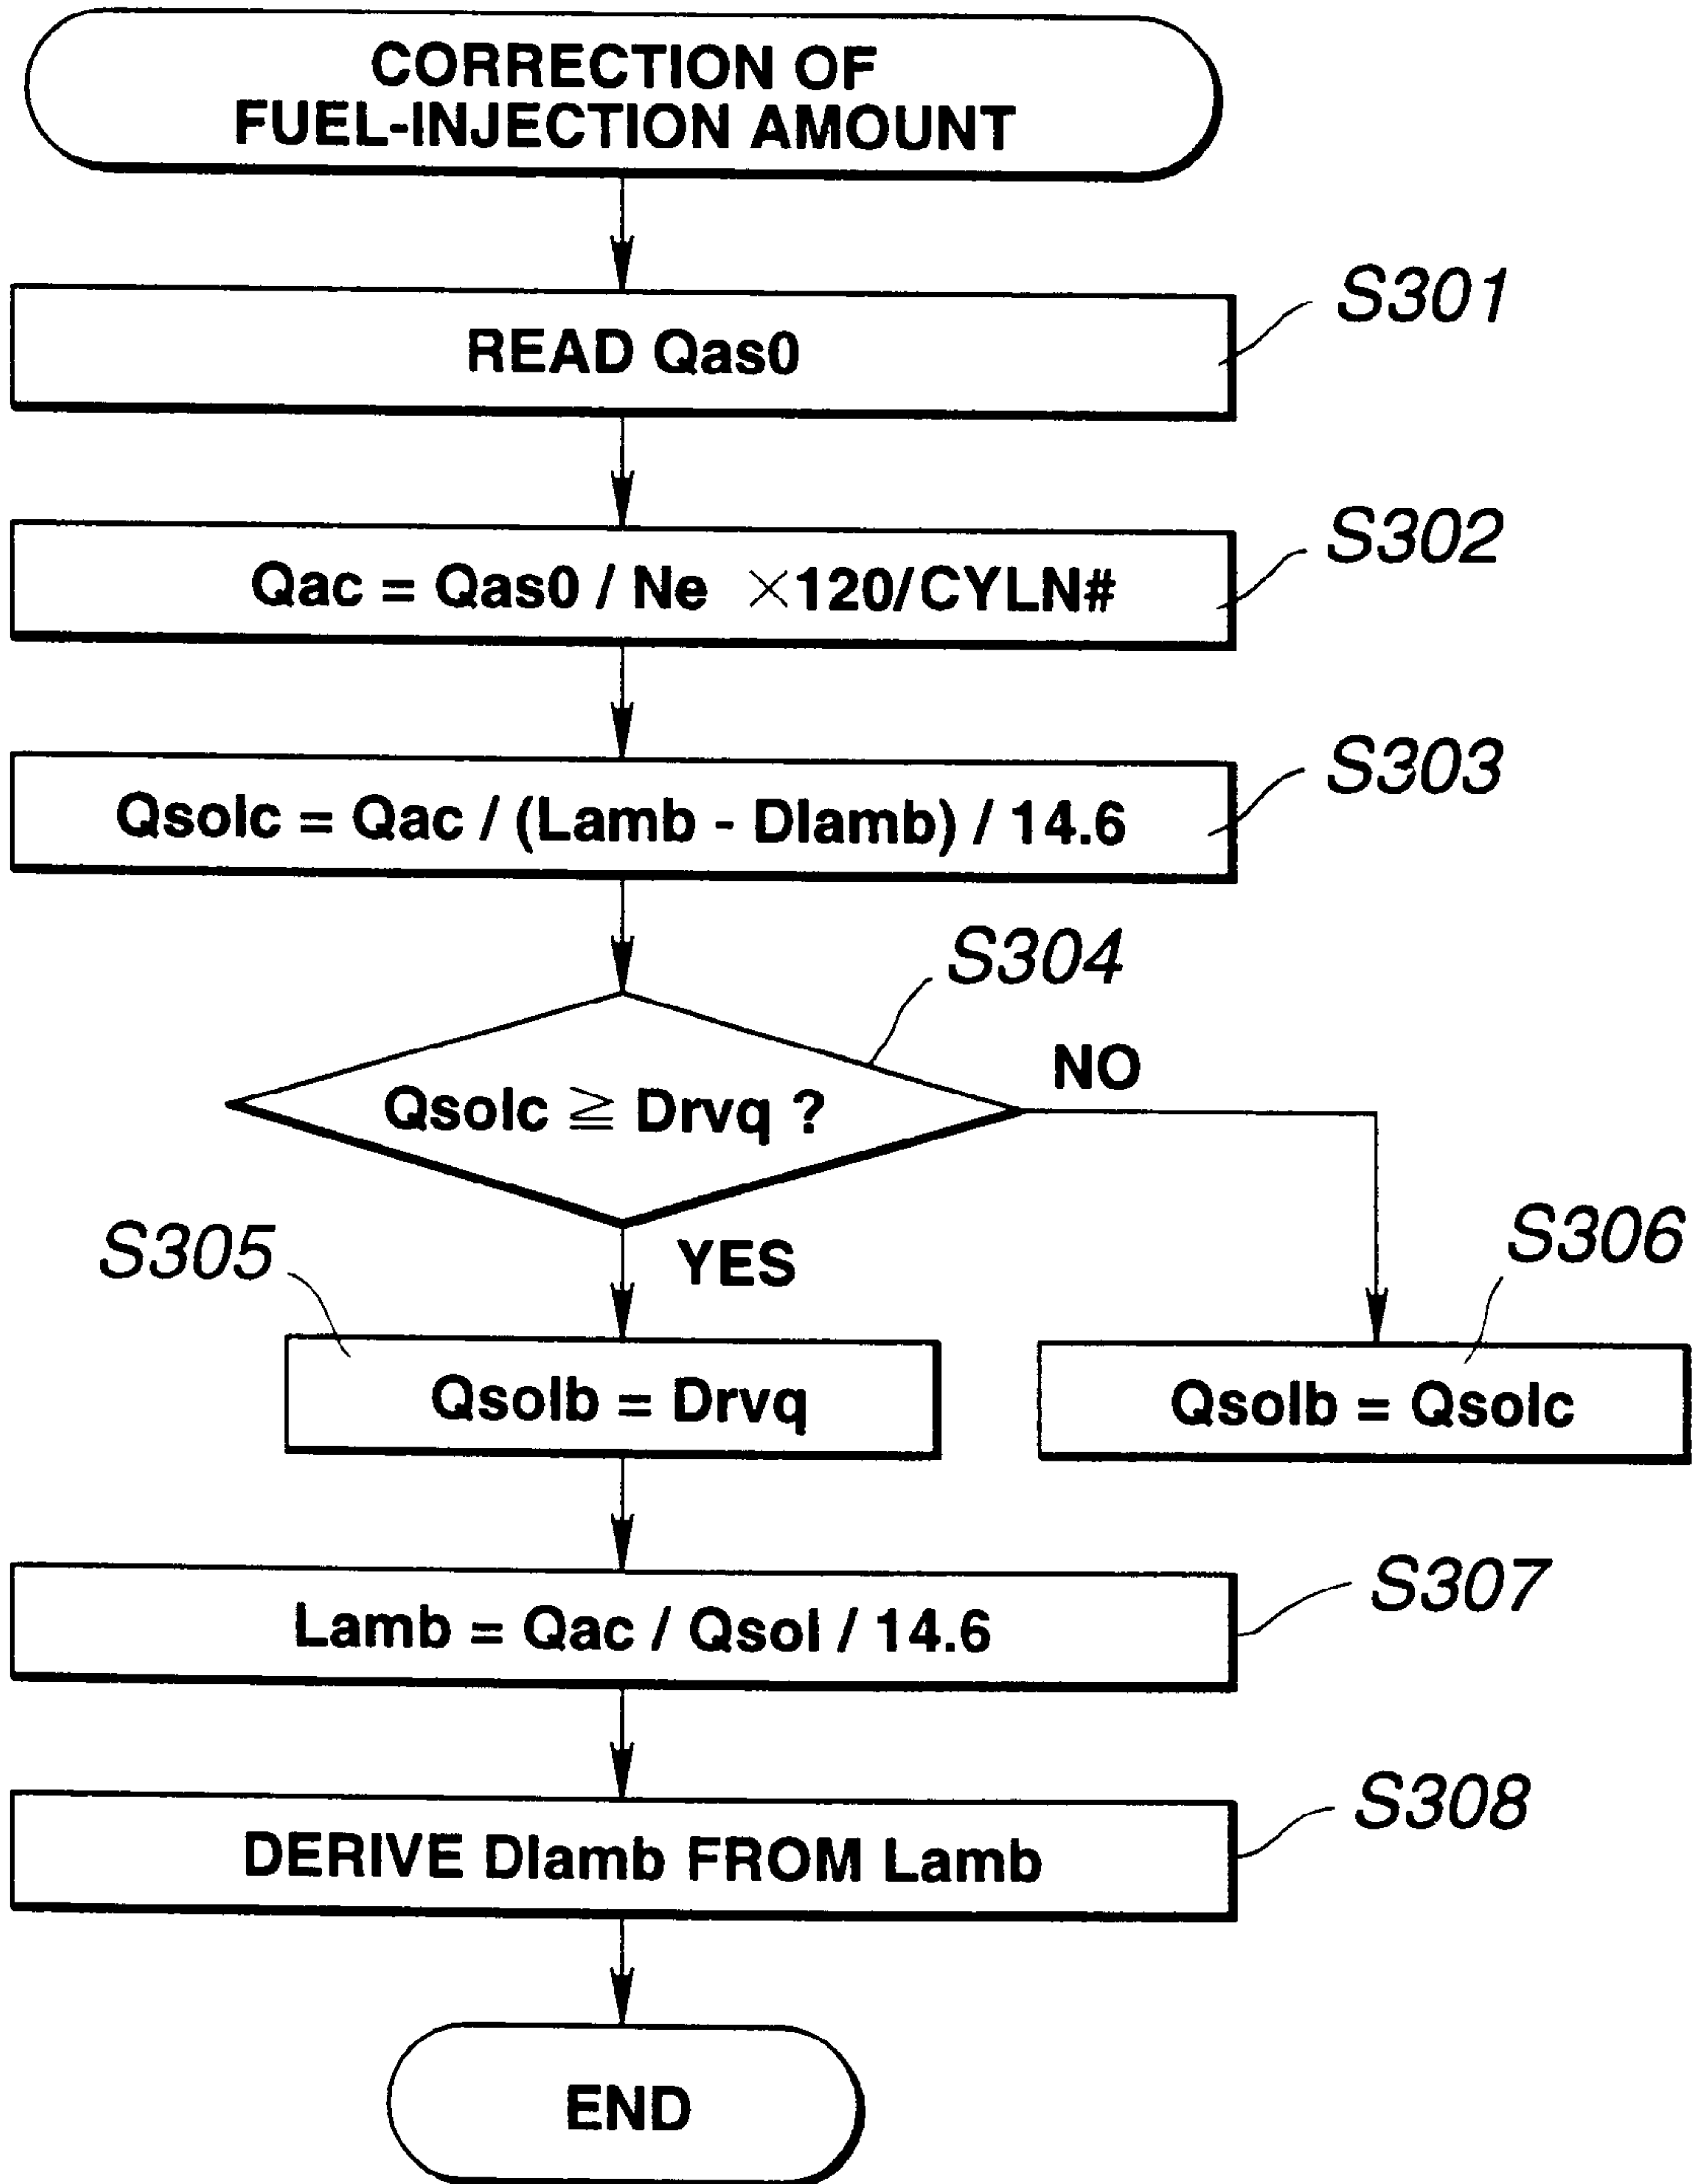 CORRECTION OF
FUEL-INJECTION AMOUNT
S301
READ Qas0
S302
Qac = Qas0 / Ne ×120/CYLN#
S303
Qsolc = Qac / (Lamb - Dlamb) / 14.6
S304
NO
Qsolc ≧ Drvq ?
S305
YES
S306
Qsolb = Drvq
Qsolb = Qsolc
S307
Lamb = Qac / Qsol / 14.6
S308
DERIVE Dlamb FROM Lamb
END